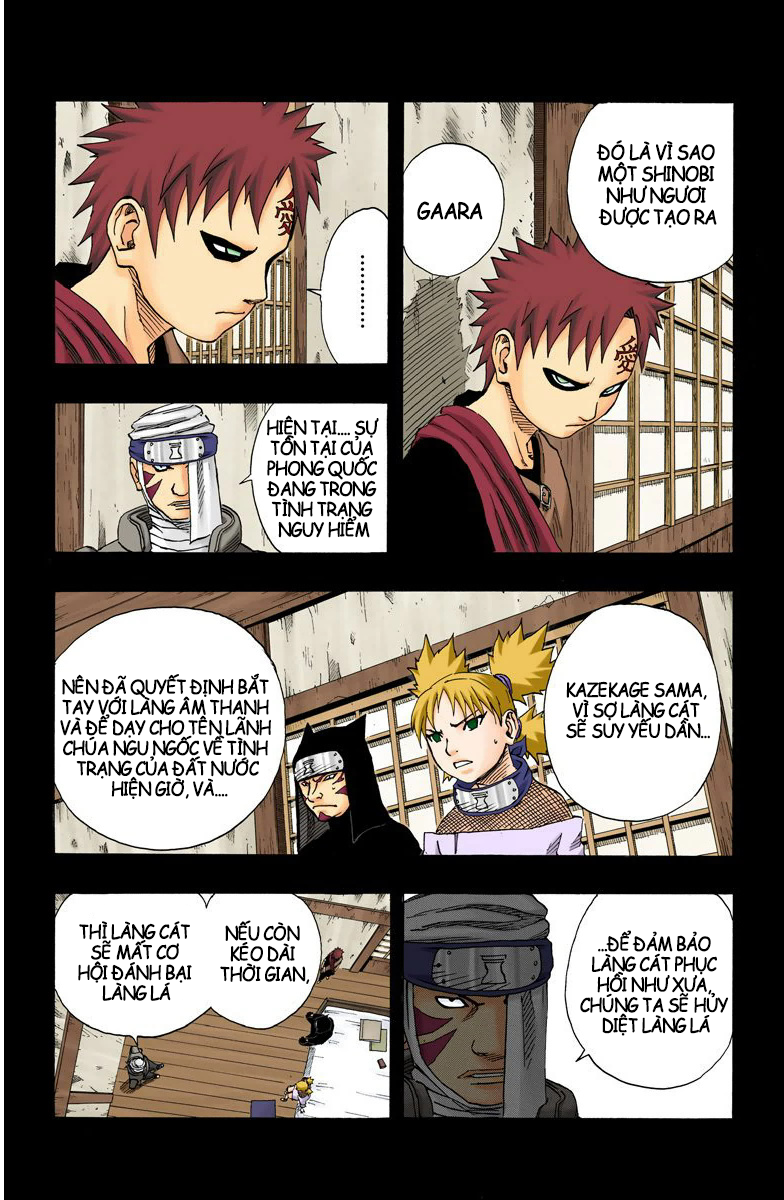 ĐÓ LÀ VÌ SAO
MỘT SHINOBI
NHƯ NGƯƠI
ĐƯỢC TẠO RA
GAARA
愛
愛
............
HIỆN TẠI.... SỰ
TỒN TẠI CỦA
PHONG QUỐC
ĐANG TRONG
TÌNH TRẠNG
NGUY HIỂM
KAZEKAGE SAMA,
VÌ SỢ LÀNG CÁT
SẼ SUY YẾU DẦN...
NÊN ĐÃ QUYẾT ĐỊNH BẮT
TAY VỚI LÀNG ÂM THANH
VÀ ĐỂ DẠY CHO TÊN LÃNH
CHÚA NGU NGỐC VỀ TÌNH
TRẠNG CỦA ĐẤT NƯỚC
HIỆN GIỜ, VÀ....
...ĐỂ ĐẢM BẢO
LÀNG CÁT PHỤC
HỒI NHƯ XƯA,
CHÚNG TA SẼ HỦY
DIỆT LÀNG LÁ
NẾU CÒN
KÉO DÀI
THỜI GIAN,
THÌ LÀNG CÁT
SẼ MẤT CƠ
HỘI ĐÁNH BẠI
LÀNG LÁ